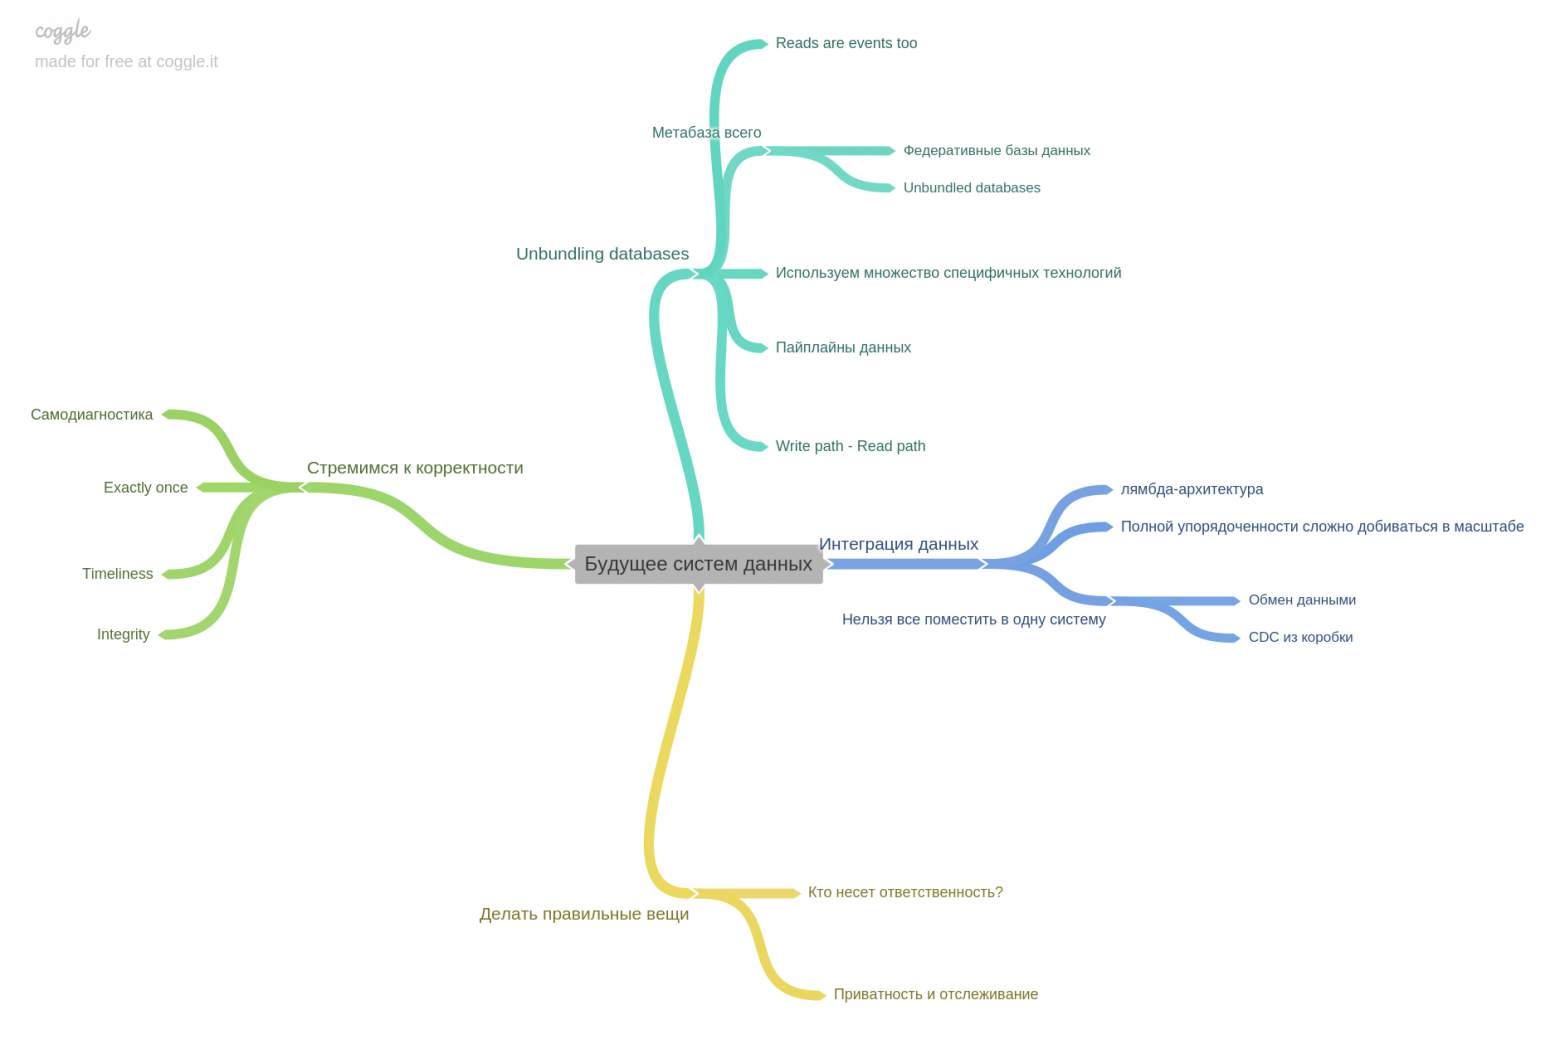 coggle
made for free at coggle.it
Reads are events too
Метабаза всего
Федеративные базы данных
Unbundled databases
Unbundling databases
Используем множество специфичных технологий
Пайплайны данных
Write path - Read path
Самодиагностика
Стремимся к корректности
Exactly once
Timeliness
Integrity
Будущее систем данных
Интеграция данных
лямбда-архитектура
Полной упорядоченности сложно добиваться в масштабе
Нельзя все поместить в одну систему
Обмен данными
CDC из коробки
Делать правильные вещи
Кто несет ответственность?
Приватность и отслеживание